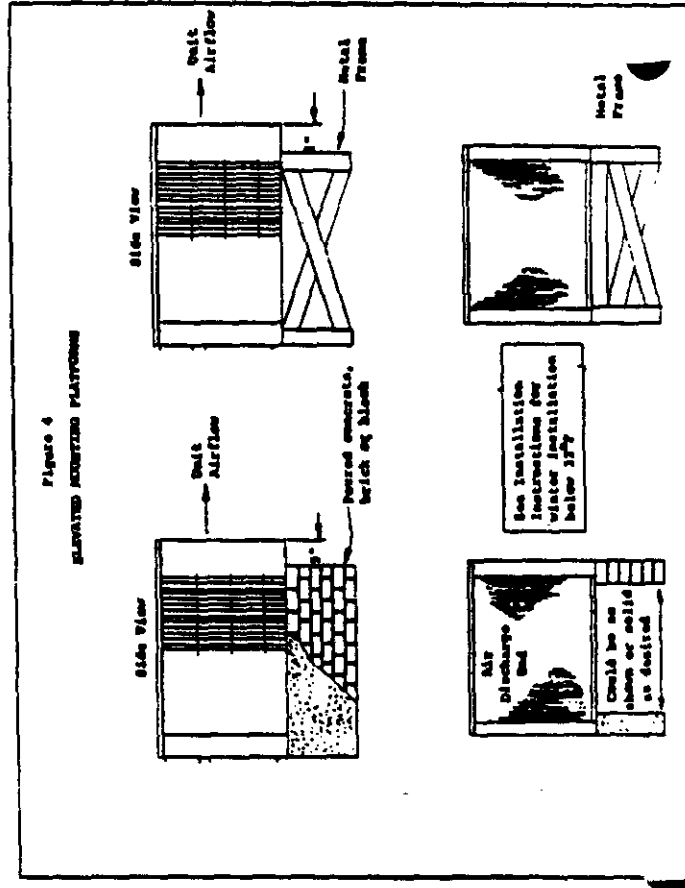 Figure 4
ELEVATED MOUNTING PLATFORMS
Side View
Unit
Airflow
Poured concrete,
brick or block
Side View
Unit
Airflow
Metal
Frame
Air
Discharge
End
Could be as
shown or solid
as desired
See Installation
Instructions for
winter installation
below 32°F
Metal
Frame